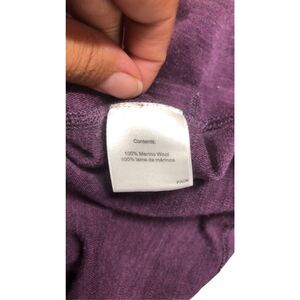 Contents:
100% Merino Wool
100% laine de mérinos